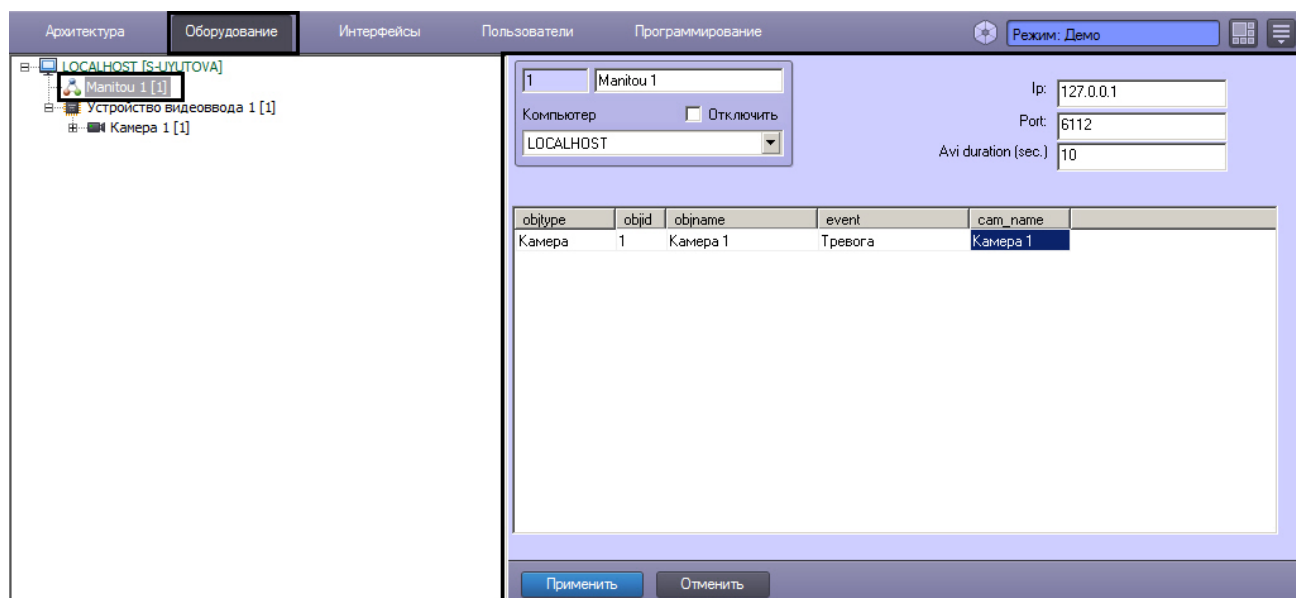 Архитектура Оборудование Интерфейсы Пользователи Программирование Режим: Демо
LOCALHOST [S-UYUTOVA]
Manitou 1 [1]
Устройство видеоввода 1 [1]
Камера 1 [1]
1 Manitou 1
Компьютер Отключить
LOCALHOST
Ip: 127.0.0.1
Port: 6112
Avi duration (sec.) 10
objtype objid objname event cam_name
Камера 1 Камера 1 Тревога Камера 1
Применить Отменить